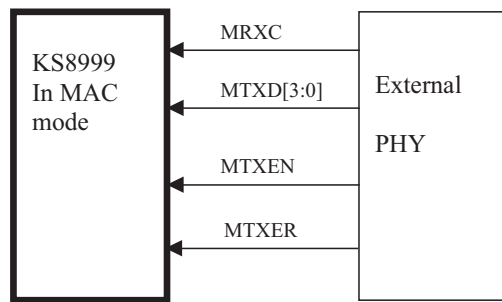 KS8999
In MAC
mode
MRXC
MTXD[3:0]
MTXEN
MTXER
External
PHY